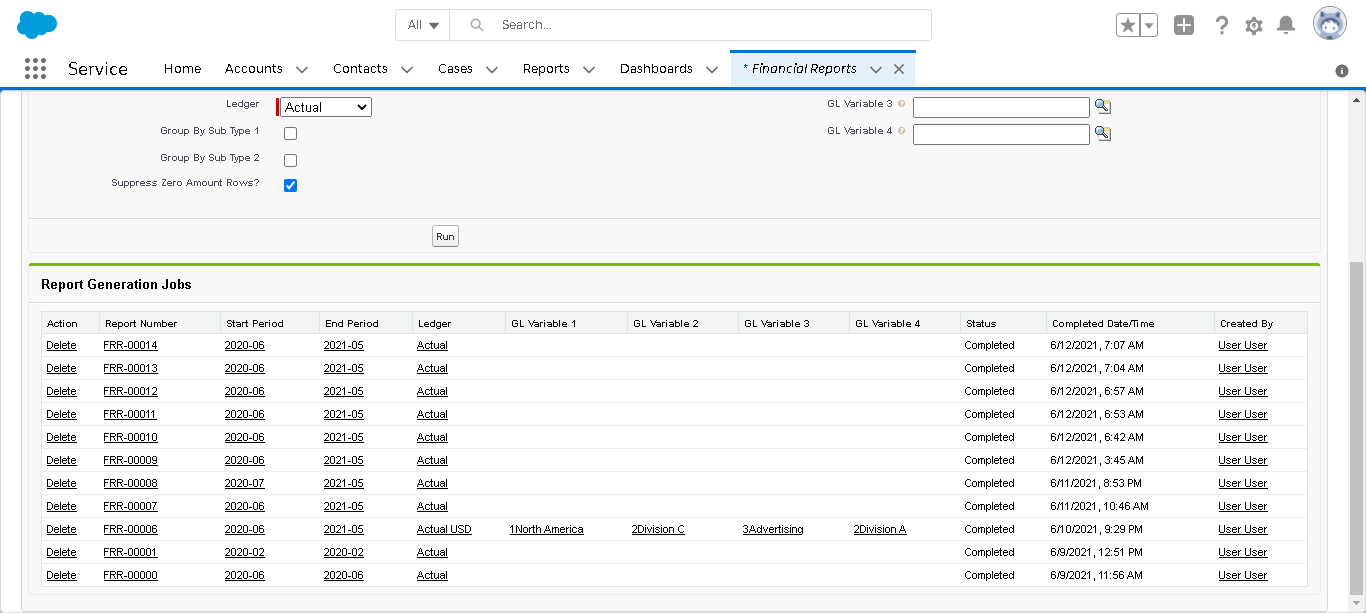 All Search...
Service Home Accounts Contacts Cases Reports Dashboards * Financial Reports
Ledger Actual GL Variable 3
Group By Sub Type 1 GL Variable 4
Group By Sub Type 2
Suppress Zero Amount Rows?
Run
Report Generation Jobs
Action Report Number Start Period End Period Ledger GL Variable 1 GL Variable 2 GL Variable 3 GL Variable 4 Status Completed Date/Time Created By
Delete FRR-00014 2020-06 2021-05 Actual Completed 6/12/2021, 7:07 AM User User
Delete FRR-00013 2020-06 2021-05 Actual Completed 6/12/2021, 7:04 AM User User
Delete FRR-00012 2020-06 2021-05 Actual Completed 6/12/2021, 6:57 AM User User
Delete FRR-00011 2020-06 2021-05 Actual Completed 6/12/2021, 6:53 AM User User
Delete FRR-00010 2020-06 2021-05 Actual Completed 6/12/2021, 6:42 AM User User
Delete FRR-00009 2020-06 2021-05 Actual Completed 6/12/2021, 3:45 AM User User
Delete FRR-00008 2020-07 2021-05 Actual Completed 6/11/2021, 8:53 PM User User
Delete FRR-00007 2020-06 2021-05 Actual Completed 6/11/2021, 10:46 AM User User
Delete FRR-00006 2020-06 2021-05 Actual USD 1North America 2Division C 3Advertising 2Division A Completed 6/10/2021, 9:29 PM User User
Delete FRR-00001 2020-02 2020-02 Actual Completed 6/9/2021, 12:51 PM User User
Delete FRR-00000 2020-06 2020-06 Actual Completed 6/9/2021, 11:56 AM User User